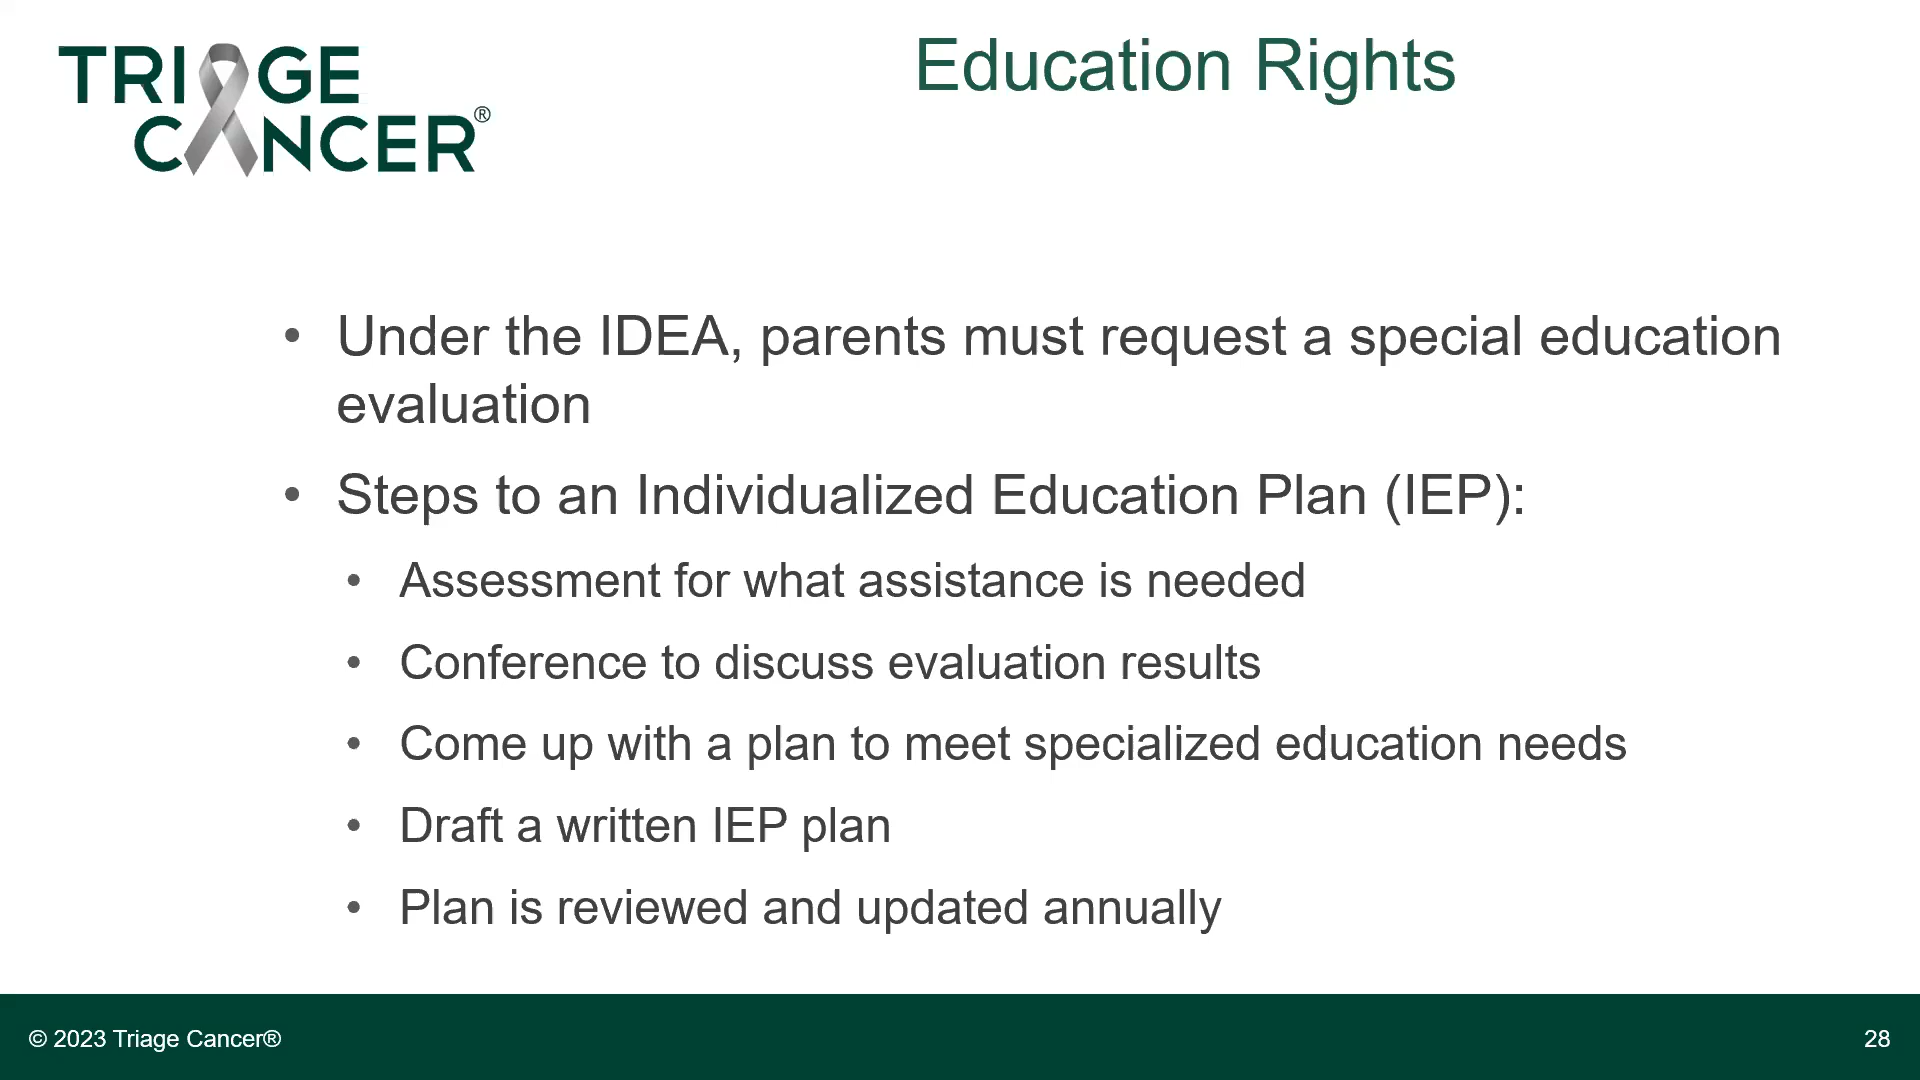 TRIAGE
CANCER®
Education Rights
• Under the IDEA, parents must request a special education
evaluation
• Steps to an Individualized Education Plan (IEP):
• Assessment for what assistance is needed
• Conference to discuss evaluation results
• Come up with a plan to meet specialized education needs
• Draft a written IEP plan
• Plan is reviewed and updated annually
© 2023 Triage Cancer®
28